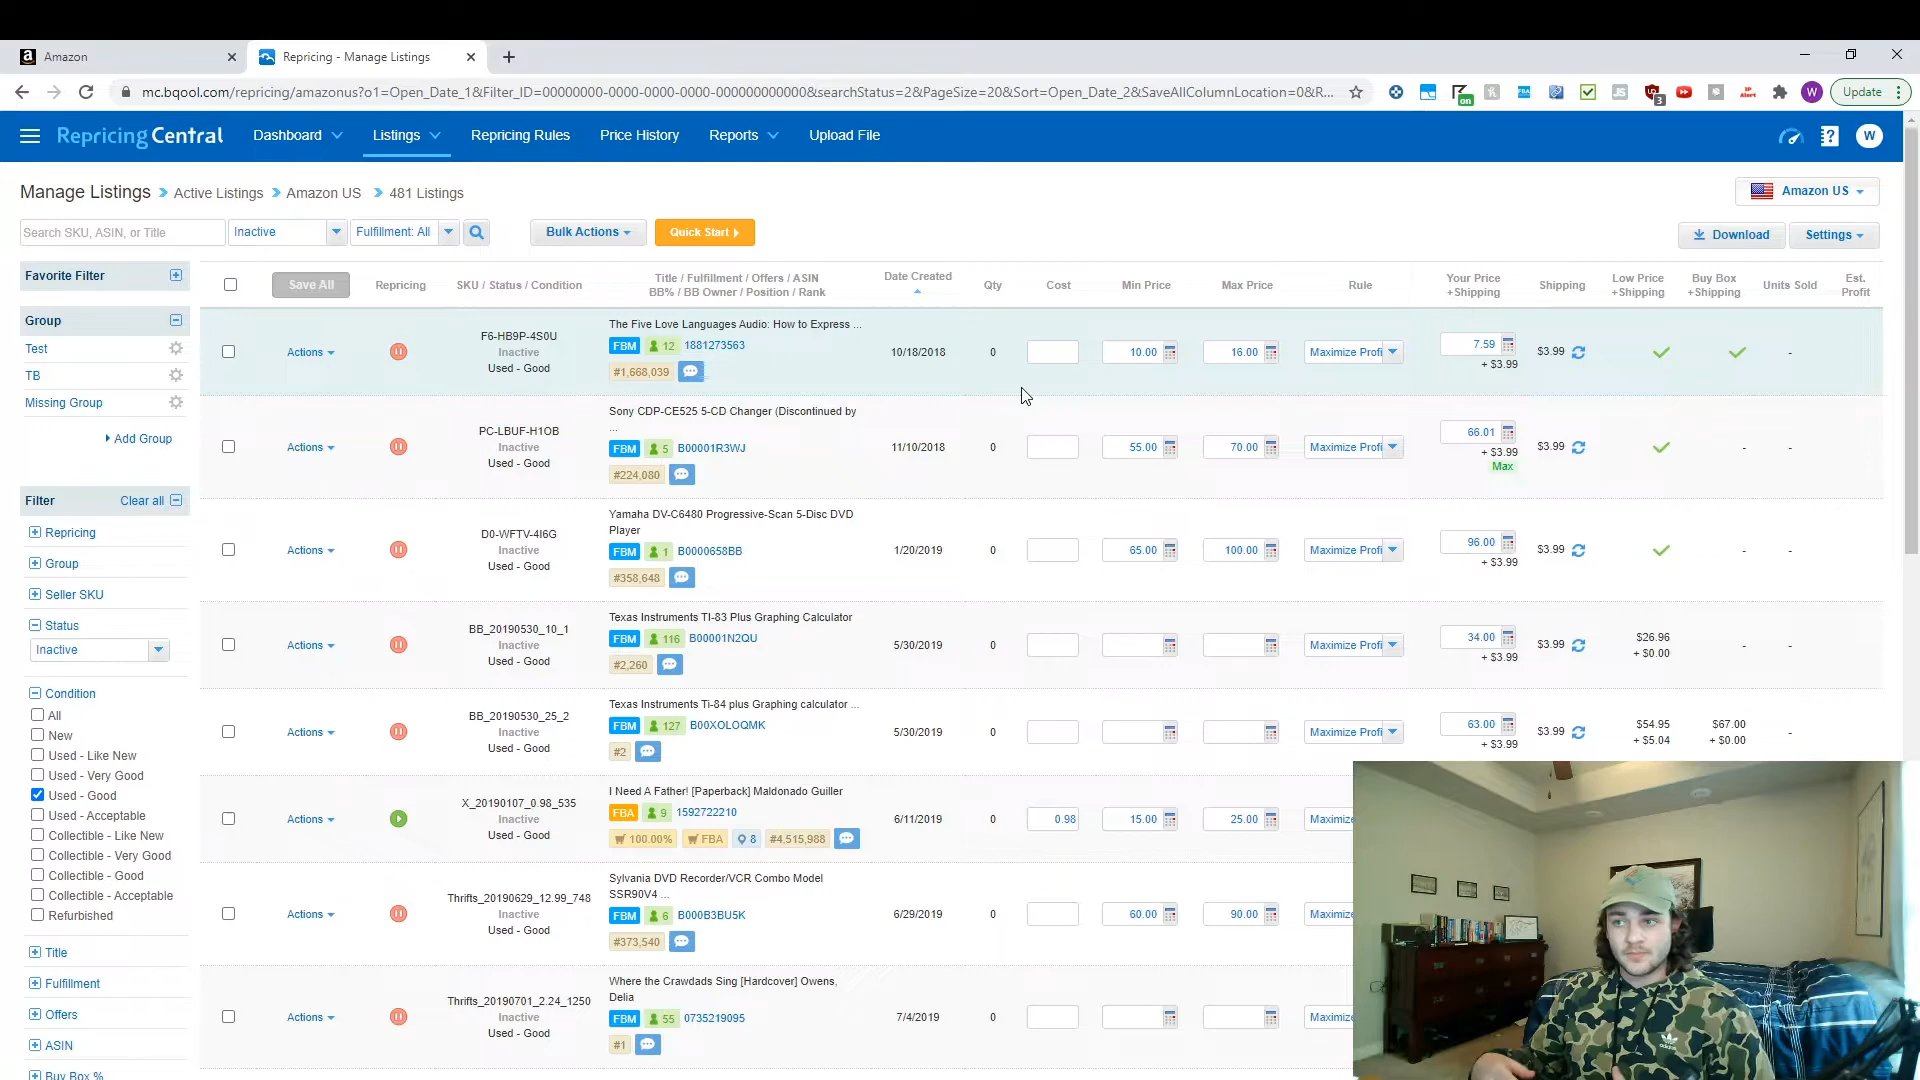 Amazon
Repricing - Manage Listings
mc.bqool.com/repricing/amazonus?o1=Open_Date_1&Filter_ID=00000000-0000-0000-0000-000000000000&searchStatus=2&PageSize=20&Sort=Open_Date_2&SaveAllColumnLocation=0&R...
Update
Repricing Central
Dashboard
Listings
Repricing Rules
Price History
Reports
Upload File
W
Manage Listings
Active Listings
Amazon US
481 Listings
Amazon US
Search SKU, ASIN, or Title
Inactive
Fulfillment: All
Bulk Actions
Quick Start
Download
Settings
Favorite Filter
Group
Test
TB
Missing Group
Add Group
Filter
Clear all
Repricing
Group
Seller SKU
Status
Inactive
Condition
All
New
Used - Like New
Used - Very Good
Used - Good
Used - Acceptable
Collectible - Like New
Collectible - Very Good
Collectible - Good
Collectible - Acceptable
Refurbished
Title
Fulfillment
Offers
ASIN
Buy Box %
Save All
Repricing
SKU / Status / Condition
Title / Fulfillment / Offers / ASIN
BB% / BB Owner / Position / Rank
Date Created
Qty
Cost
Min Price
Max Price
Rule
Your Price
+Shipping
Shipping
Low Price
+Shipping
Buy Box
+Shipping
Units Sold
Est.
Profit
Actions
F6-HB9P-4S0U
Inactive
Used - Good
The Five Love Languages Audio: How to Express ...
FBM 12 1881273563
#1,668,039
10/18/2018
0
10.00
16.00
Maximize Profi
7.59
+ $3.99
$3.99
-
Actions
PC-LBUF-H1OB
Inactive
Used - Good
Sony CDP-CE525 5-CD Changer (Discontinued by
...
FBM 5 B00001R3WJ
#224,080
11/10/2018
0
55.00
70.00
Maximize Profi
66.01
+ $3.99
Max
$3.99
-
-
Actions
D0-WFTV-4I6G
Inactive
Used - Good
Yamaha DV-C6480 Progressive-Scan 5-Disc DVD
Player
FBM 1 B0000658BB
#358,648
1/20/2019
0
65.00
100.00
Maximize Profi
96.00
+ $3.99
$3.99
-
-
Actions
BB_20190530_10_1
Inactive
Used - Good
Texas Instruments TI-83 Plus Graphing Calculator
FBM 116 B00001N2QU
#2,260
5/30/2019
0
Maximize Profi
34.00
+ $3.99
$3.99
$26.96
+ $0.00
-
-
Actions
BB_20190530_25_2
Inactive
Used - Good
Texas Instruments Ti-84 plus Graphing calculator ...
FBM 127 B00XOLOQMK
#2
5/30/2019
0
Maximize Profi
63.00
+ $3.99
$3.99
$54.95
+ $5.04
$67.00
+ $0.00
-
Actions
X_20190107_0.98_535
Inactive
Used - Good
I Need A Father! [Paperback] Maldonado Guiller
FBA 9 1592722210
100.00% FBA 8 #4,515,988
6/11/2019
0
0.98
15.00
25.00
Maximize
Actions
Thrifts_20190629_12.99_748
Inactive
Used - Good
Sylvania DVD Recorder/VCR Combo Model
SSR90V4 ...
FBM 6 B000B3BU5K
#373,540
6/29/2019
0
60.00
90.00
Maximize
Actions
Thrifts_20190701_2.24_1250
Inactive
Used - Good
Where the Crawdads Sing [Hardcover] Owens,
Delia
FBM 55 0735219095
#1
7/4/2019
0
Maximize